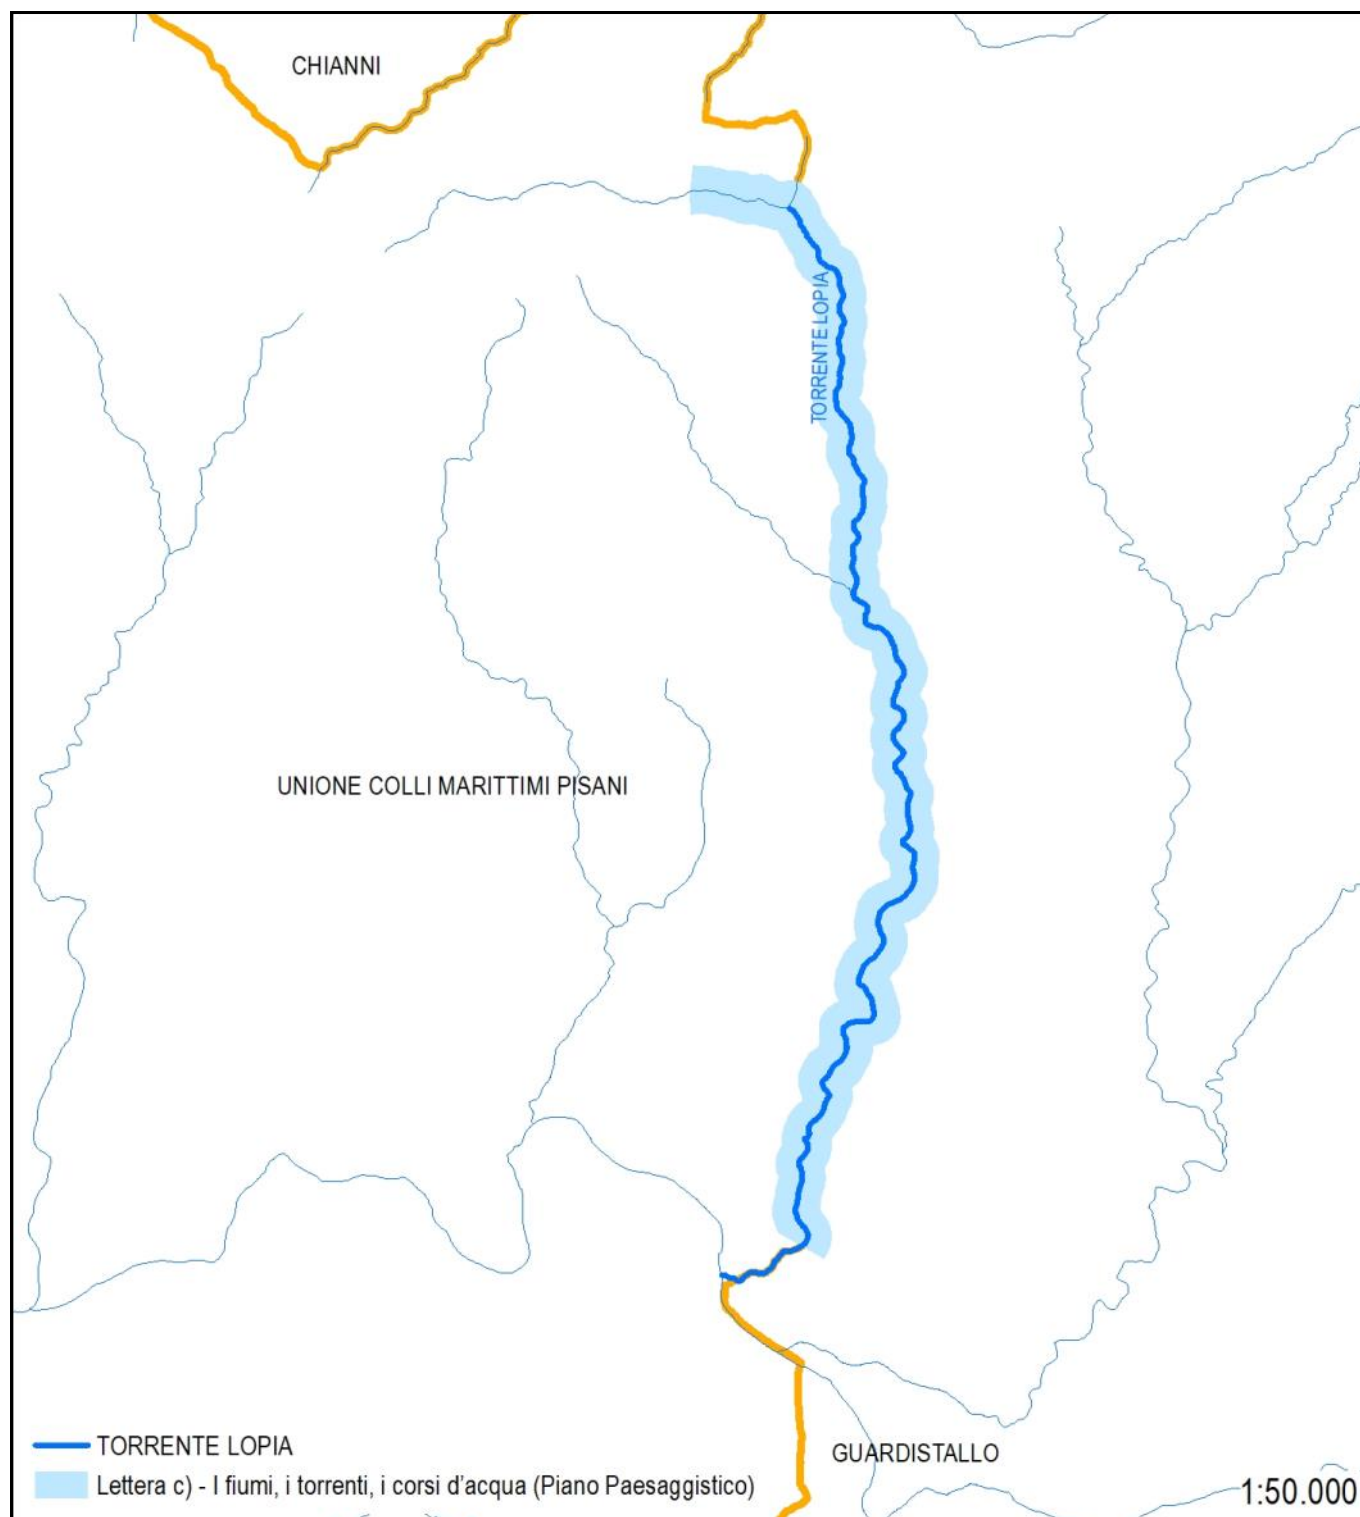 CHIANNI
TORRENTE LOPIA
UNIONE COLLI MARITTIMI PISANI
TORRENTE LOPIA
GUARDISTALLO
Lettera c) - I fiumi, i torrenti, i corsi d'acqua (Piano Paesaggistico)
1:50.000